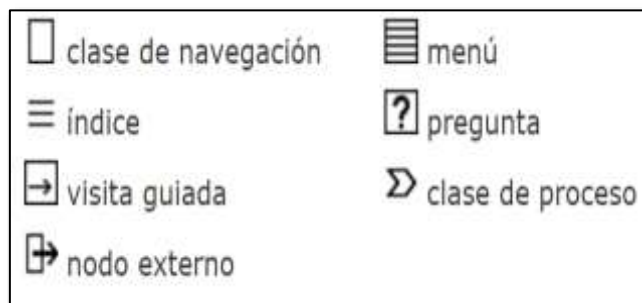 clase de navegación menú
índice ? pregunta
visita guiada clase de proceso
nodo externo